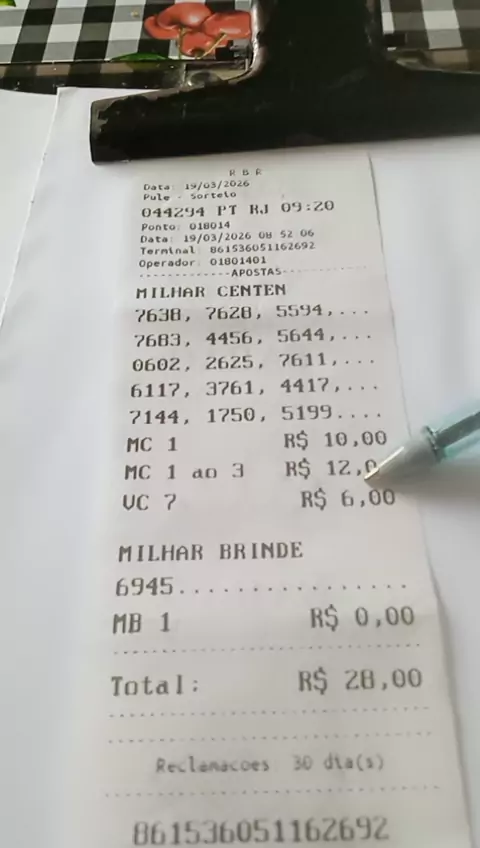 R B R
Data: 19/03/2026
Pule - Sorteio
044294 PT RJ 09:20
Ponto: 018014
Data: 19/03/2026 08 52 06
Terminal: 861536051162692
Operador: 01801401
-------------APOSTAS-------------
MILHAR CENTEN
7638, 7628, 5594,...
7683, 4456, 5644,...
0602, 2625, 7611,...
6117, 3761, 4417,...
7144, 1750, 5199....
MC 1 R$ 10,00
MC 1 ao 3 R$ 12,0
VC 7 R$ 6,00
MILHAR BRINDE
6945................
MB 1 R$ 0,00
Total: R$ 28,00
Reclamacoes 30 dia(s)
861536051162692